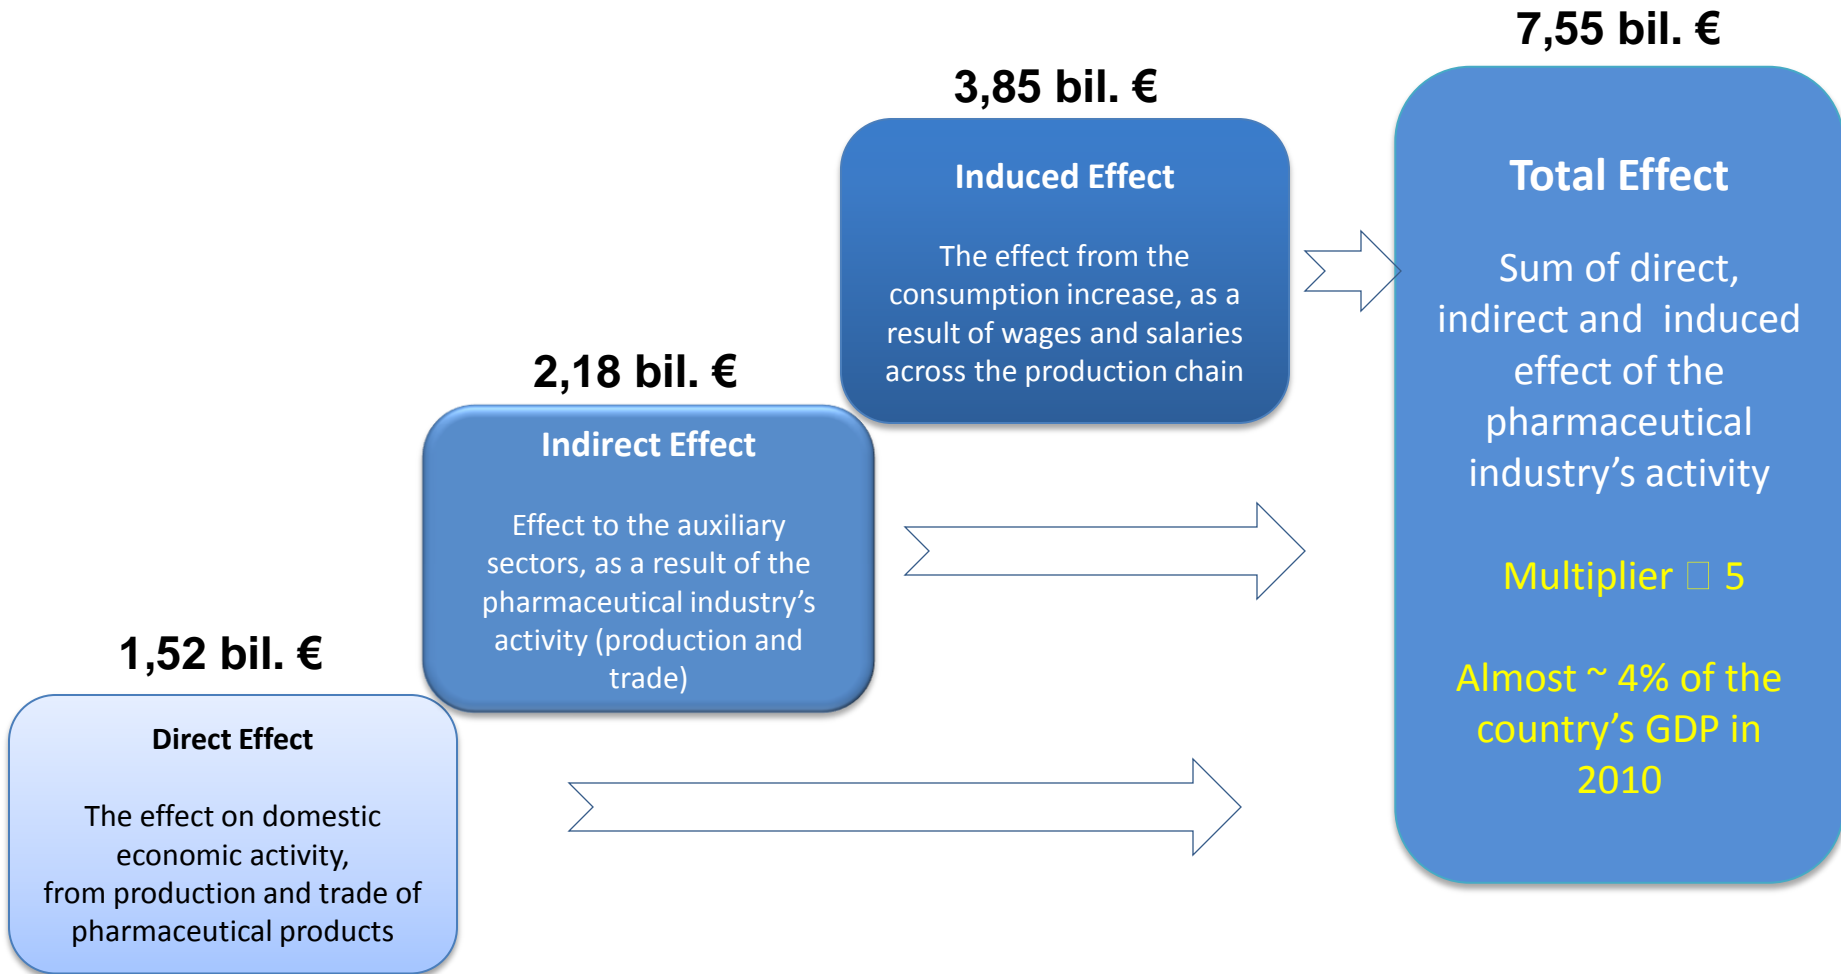 1,52 bil. €
Direct Effect
The effect on domestic
economic activity,
from production and trade of
pharmaceutical products
2,18 bil. €
Indirect Effect
Effect to the auxiliary
sectors, as a result of the
pharmaceutical industry’s
activity (production and
trade)
3,85 bil. €
Induced Effect
The effect from the
consumption increase, as a
result of wages and salaries
across the production chain
7,55 bil. €
Total Effect
Sum of direct,
indirect and  induced
effect of the
pharmaceutical
industry’s activity
Multiplier □ 5
Almost ~ 4% of the
country’s GDP in
2010